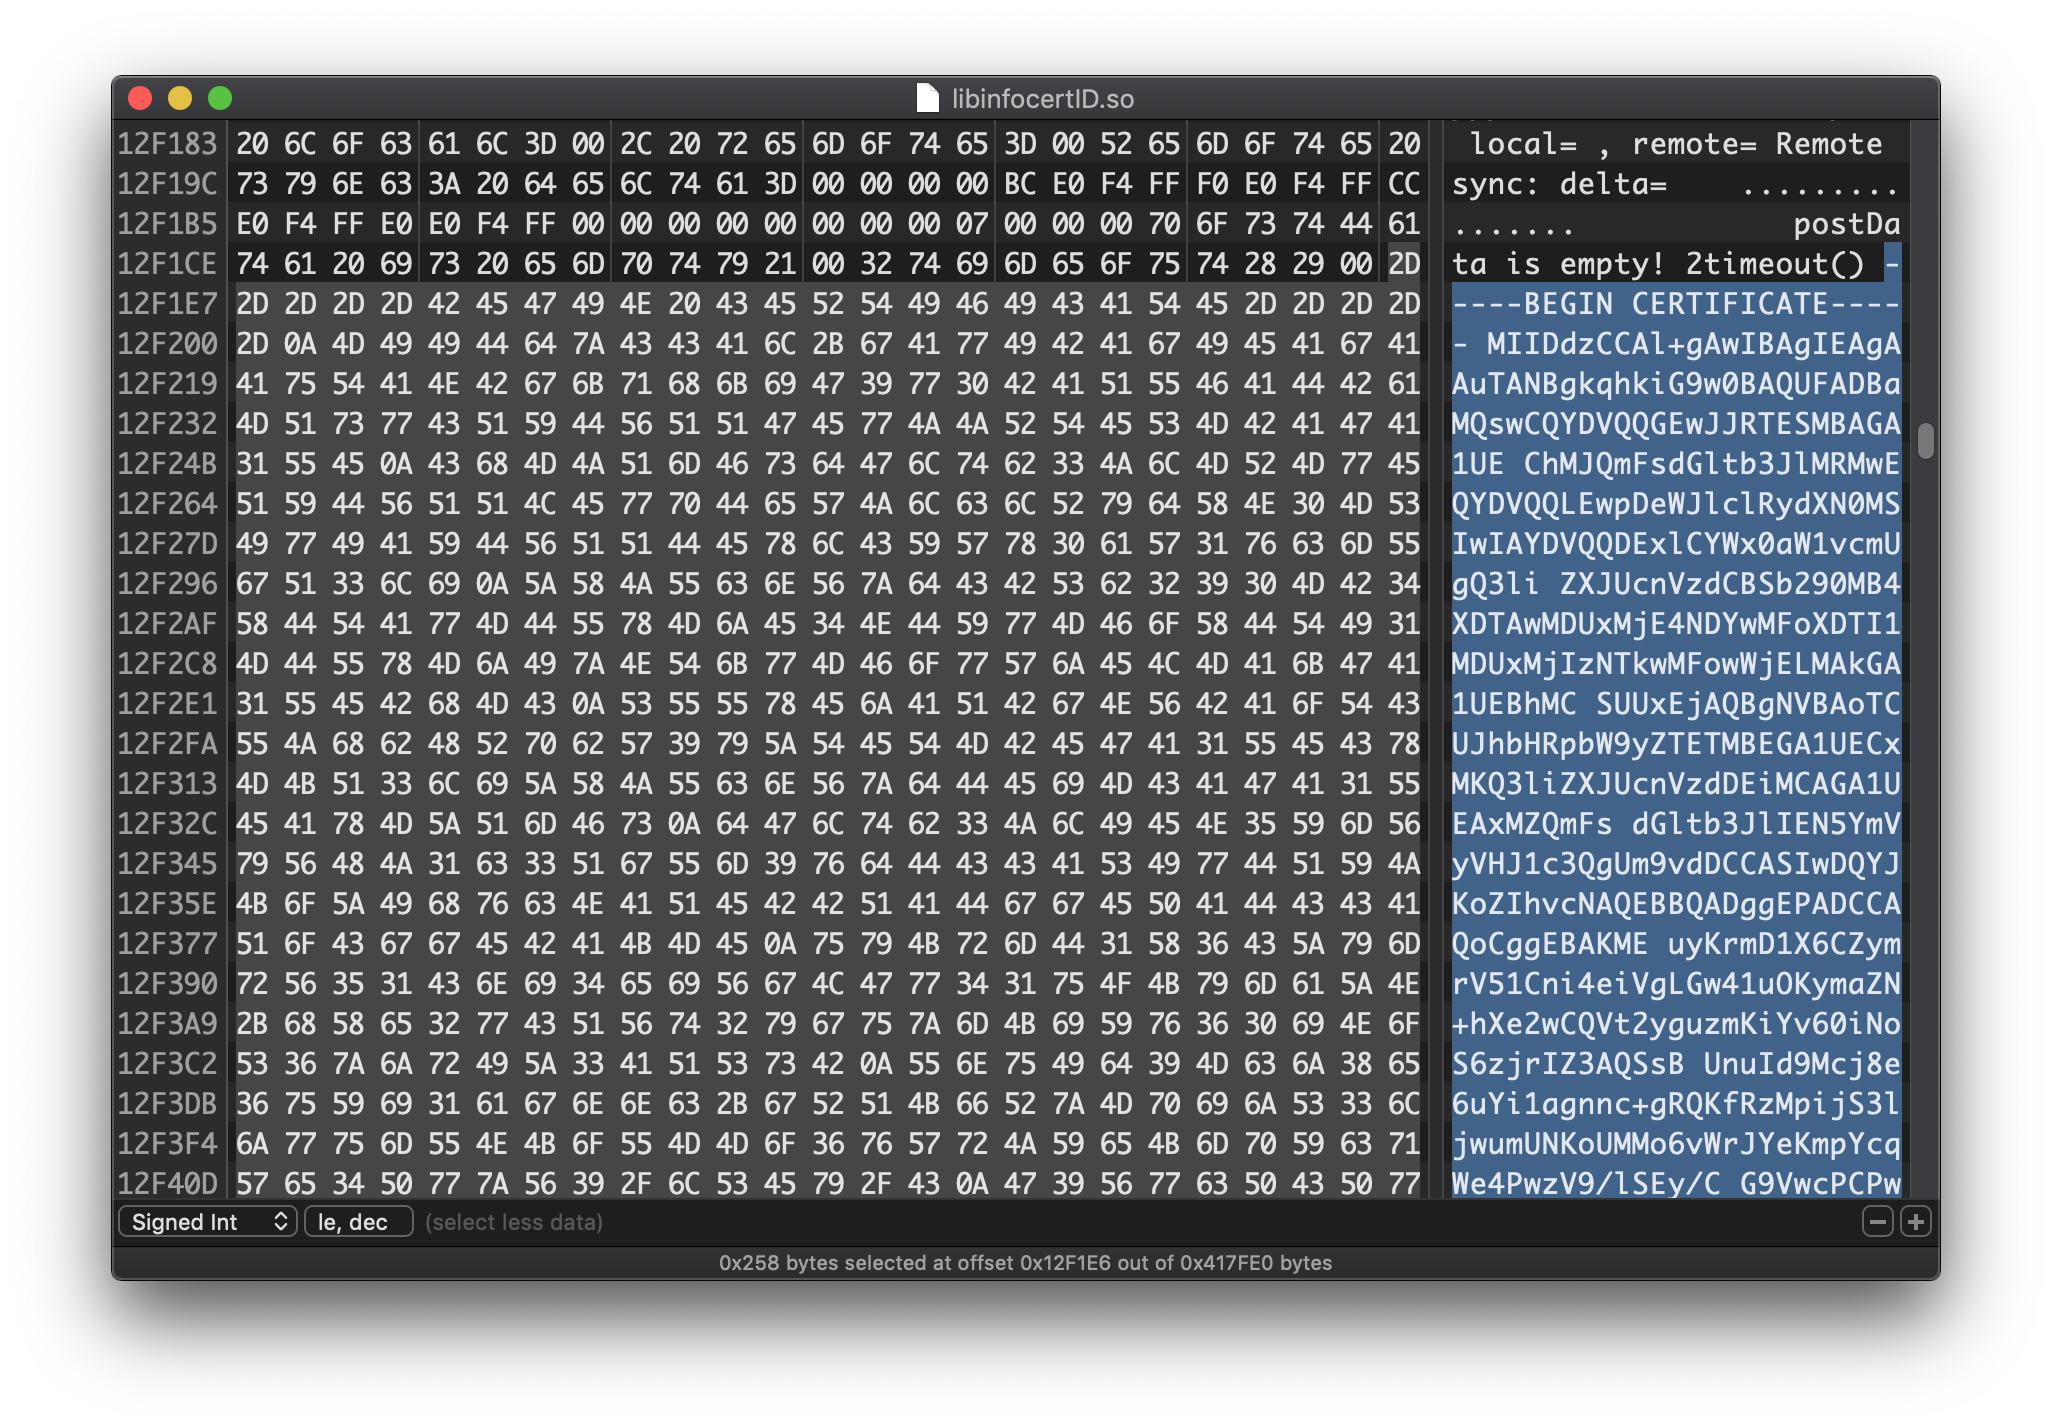 libinfocertID.so
12F183 20 6C 6F 63 61 6C 3D 00 2C 20 72 65 6D 6F 74 65 3D 00 52 65 6D 6F 74 65 20 local= , remote= Remote
12F19C 73 79 6E 63 3A 20 64 65 6C 74 61 3D 00 00 00 00 BC E0 F4 FF F0 E0 F4 FF CC sync: delta= .........
12F1B5 E0 F4 FF E0 E0 F4 FF 00 00 00 00 00 00 00 00 07 00 00 00 70 6F 73 74 44 61 ....... postDa
12F1CE 74 61 20 69 73 20 65 6D 70 74 79 21 00 32 74 69 6D 65 6F 75 74 28 29 00 2D ta is empty! 2timeout() -
12F1E7 2D 2D 2D 2D 42 45 47 49 4E 20 43 45 52 54 49 46 49 43 41 54 45 2D 2D 2D 2D ----BEGIN CERTIFICATE----
12F200 2D 0A 4D 49 49 44 64 7A 43 43 41 6C 2B 67 41 77 49 42 41 67 49 45 41 67 41 - MIIDdzCCAl+gAwIBAgIEAgA
12F219 41 75 54 41 4E 42 67 6B 71 68 6B 69 47 39 77 30 42 41 51 55 46 41 44 42 61 AuTANBgkqhkiG9w0BAQUFADBa
12F232 4D 51 73 77 43 51 59 44 56 51 51 47 45 77 4A 4A 52 54 45 53 4D 42 41 47 41 MQswCQYDVQQGEwJJRTESMBAGA
12F24B 31 55 45 0A 43 68 4D 4A 51 6D 46 73 64 47 6C 74 62 33 4A 6C 4D 52 4D 77 45 1UE ChMJQmFsdGltb3JlMRMwE
12F264 51 59 44 56 51 51 4C 45 77 70 44 65 57 4A 6C 63 6C 52 79 64 58 4E 30 4D 53 QYDVQQLEwpDeWJlclRydXN0MS
12F27D 49 77 49 41 59 44 56 51 51 44 45 78 6C 43 59 57 78 30 61 57 31 76 63 6D 55 IwIAYDVQQDExlCYWx0aW1vcmU
12F296 67 51 33 6C 69 0A 5A 58 4A 55 63 6E 56 7A 64 43 42 53 62 32 39 30 4D 42 34 gQ3li ZXJUcnVzdCBSb290MB4
12F2AF 58 44 54 41 77 4D 44 55 78 4D 6A 45 34 4E 44 59 77 4D 46 6F 58 44 54 49 31 XDTAwMDUxMjE4NDYwMFoXDTI1
12F2C8 4D 44 55 78 4D 6A 49 7A 4E 54 6B 77 4D 46 6F 77 57 6A 45 4C 4D 41 6B 47 41 MDUxMjIzNTkwMFowWjELMAkGA
12F2E1 31 55 45 42 68 4D 43 0A 53 55 55 78 45 6A 41 51 42 67 4E 56 42 41 6F 54 43 1UEBhMC SUUxEjAQBgNVBAoTC
12F2FA 55 4A 68 62 48 52 70 62 57 39 79 5A 54 45 54 4D 42 45 47 41 31 55 45 43 78 UJhbHRpbW9yZTETMBEGA1UECx
12F313 4D 4B 51 33 6C 69 5A 58 4A 55 63 6E 56 7A 64 44 45 69 4D 43 41 47 41 31 55 MKQ3liZXJUcnVzdDEiMCAGA1U
12F32C 45 41 78 4D 5A 51 6D 46 73 0A 64 47 6C 74 62 33 4A 6C 49 45 4E 35 59 6D 56 EAxMZQmFs dGltb3JlIEN5YmV
12F345 79 56 48 4A 31 63 33 51 67 55 6D 39 76 64 44 43 43 41 53 49 77 44 51 59 4A yVHJ1c3QgUm9vdDCCASIwDQYJ
12F35E 4B 6F 5A 49 68 76 63 4E 41 51 45 42 42 51 41 44 67 67 45 50 41 44 43 43 41 KoZIhvcNAQEBBQADggEPADCCA
12F377 51 6F 43 67 67 45 42 41 4B 4D 45 0A 75 79 4B 72 6D 44 31 58 36 43 5A 79 6D QoCggEBAKME uyKrmD1X6CZym
12F390 72 56 35 31 43 6E 69 34 65 69 56 67 4C 47 77 34 31 75 4F 4B 79 6D 61 5A 4E rV51Cni4eiVgLGw41uOKymaZN
12F3A9 2B 68 58 65 32 77 43 51 56 74 32 79 67 75 7A 6D 4B 69 59 76 36 30 69 4E 6F +hXe2wCQVt2yguzmKiYv60iNo
12F3C2 53 36 7A 6A 72 49 5A 33 41 51 53 73 42 0A 55 6E 75 49 64 39 4D 63 6A 38 65 S6zjrIZ3AQSsB UnuId9Mcj8e
12F3DB 36 75 59 69 31 61 67 6E 6E 63 2B 67 52 51 4B 66 52 7A 4D 70 69 6A 53 33 6C 6uYi1agnnc+gRQKfRzMpijS3l
12F3F4 6A 77 75 6D 55 4E 4B 6F 55 4D 4D 6F 36 76 57 72 4A 59 65 4B 6D 70 59 63 71 jwumUNKoUMMo6vWrJYeKmpYcq
12F40D 57 65 34 50 77 7A 56 39 2F 6C 53 45 79 2F 43 0A 47 39 56 77 63 50 43 50 77 We4PwzV9/lSEy/C G9VwcPCPw
Signed Int le, dec (select less data)
0x258 bytes selected at offset 0x12F1E6 out of 0x417FE0 bytes